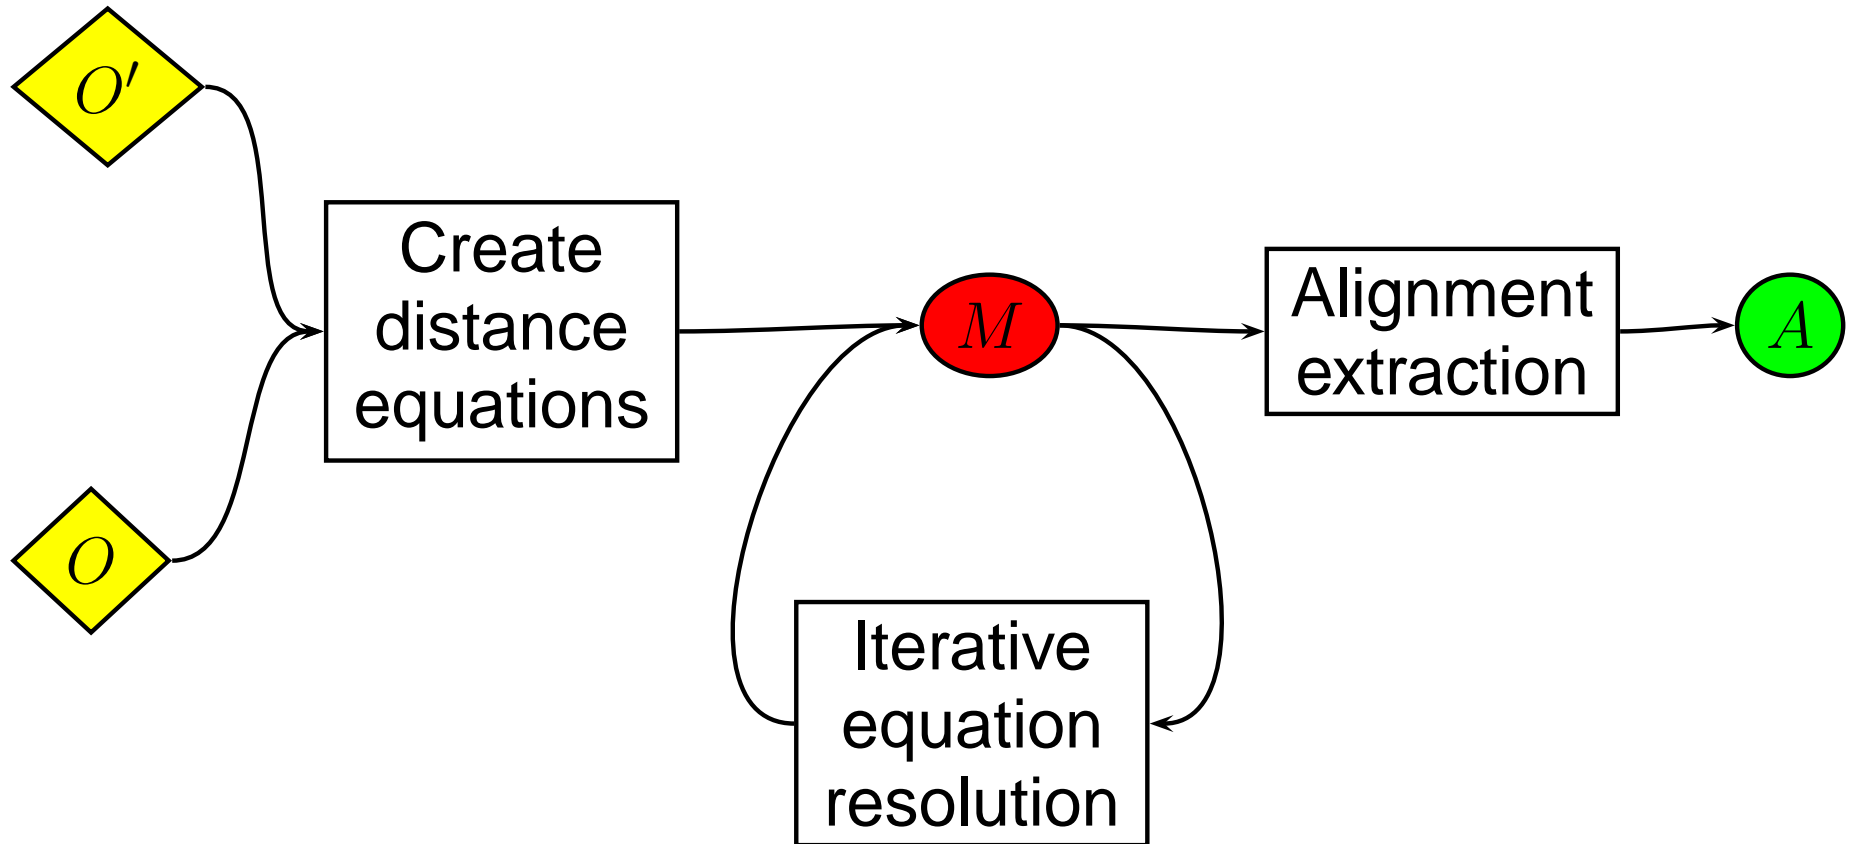 O′
Create
distance
equations
M
Alignment
extraction
A
O
Iterative
equation
resolution